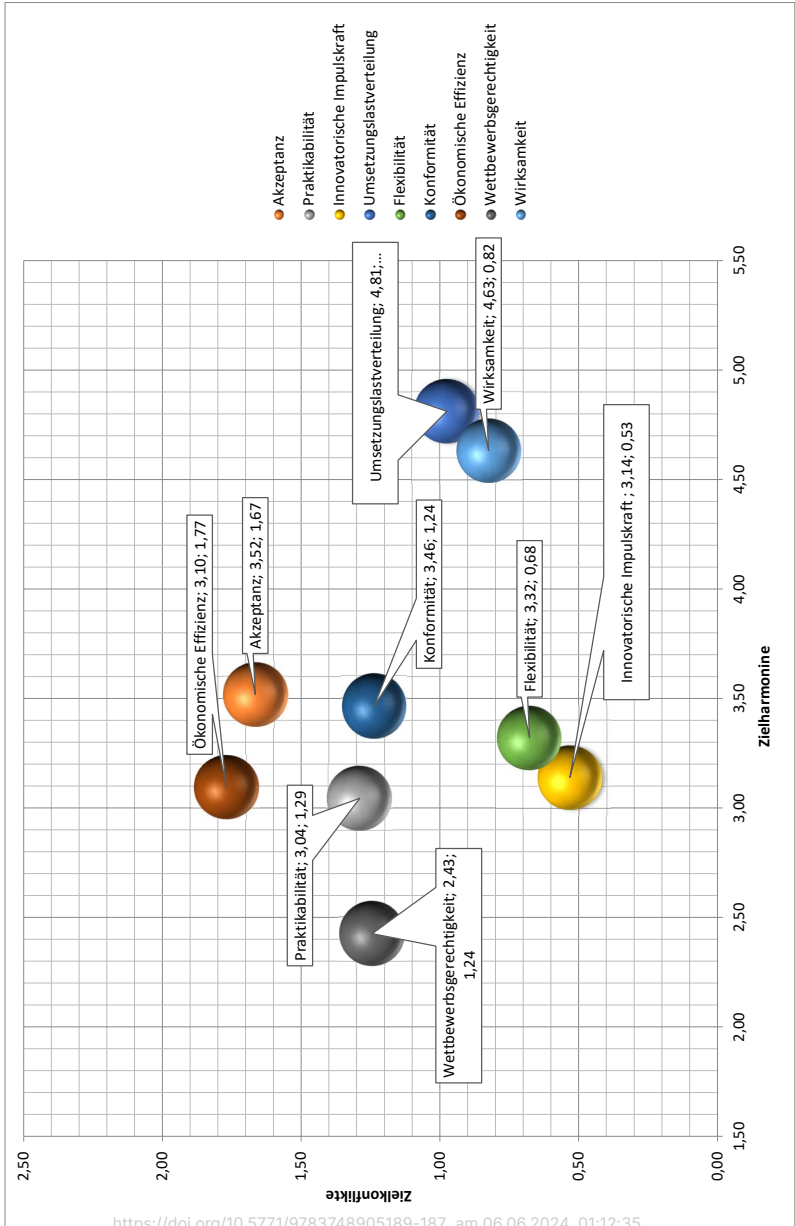 2,50
2,00
1,50
1,00
0,50
0,00
Zielkonflikte
1,50
2,00
2,50
3,00
3,50
4,00
4,50
5,00
5,50
Zielharmonine
Ökonomische Effizienz; 3,10; 1,77
Akzeptanz; 3,52; 1,67
Praktikabilität; 3,04; 1,29
Konformität; 3,46; 1,24
Wettbewerbsgerechtigkeit; 2,43;
1,24
Umsetzungslastverteilung; 4,81;...
Wirksamkeit; 4,63; 0,82
Flexibilität; 3,32; 0,68
Innovatorische Impulskraft ; 3,14; 0,53
Akzeptanz
Praktikabilität
Innovatorische Impulskraft
Umsetzungslastverteilung
Flexibilität
Konformität
Ökonomische Effizienz
Wettbewerbsgerechtigkeit
Wirksamkeit
https://doi.org/10.5771/9783748905189-187, am 06.06.2024, 01:12:35